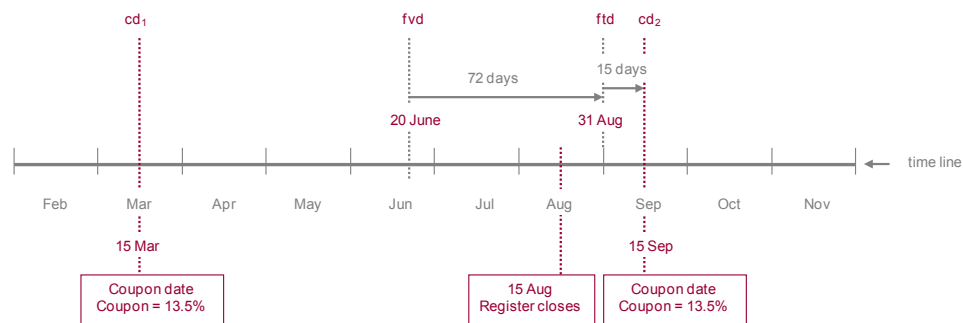 cd₁ fvd ftd cd₂
72 days 15 days
20 June 31 Aug
time line
Feb Mar Apr May Jun Jul Aug Sep Oct Nov
15 Mar 15 Sep
Coupon date
Coupon = 13.5%
15 Aug
Register closes
Coupon date
Coupon = 13.5%